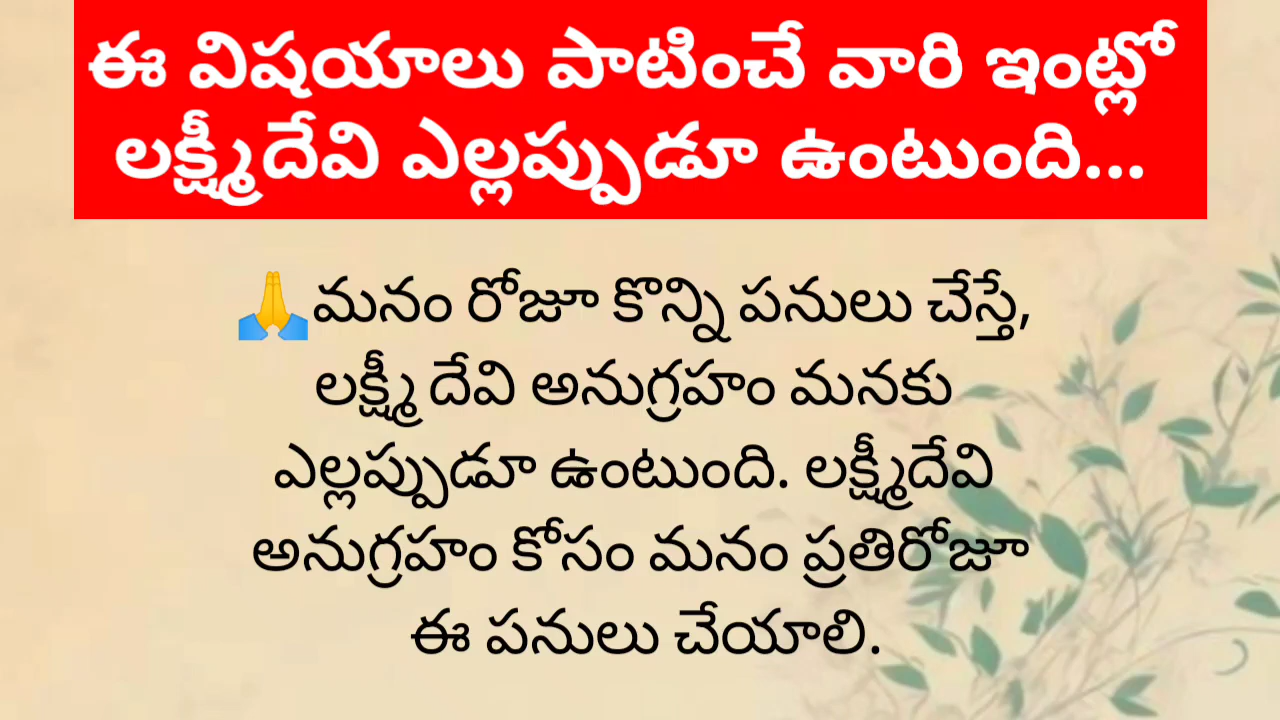 ఈ విషయాలు పాటించే వారి ఇంట్లో
లక్ష్మీదేవి ఎల్లప్పుడూ ఉంటుంది...
🙏మనం రోజూ కొన్ని పనులు చేస్తే,
లక్ష్మీ దేవి అనుగ్రహం మనకు
ఎల్లప్పుడూ ఉంటుంది. లక్ష్మీదేవి
అనుగ్రహం కోసం మనం ప్రతిరోజూ
ఈ పనులు చేయాలి.